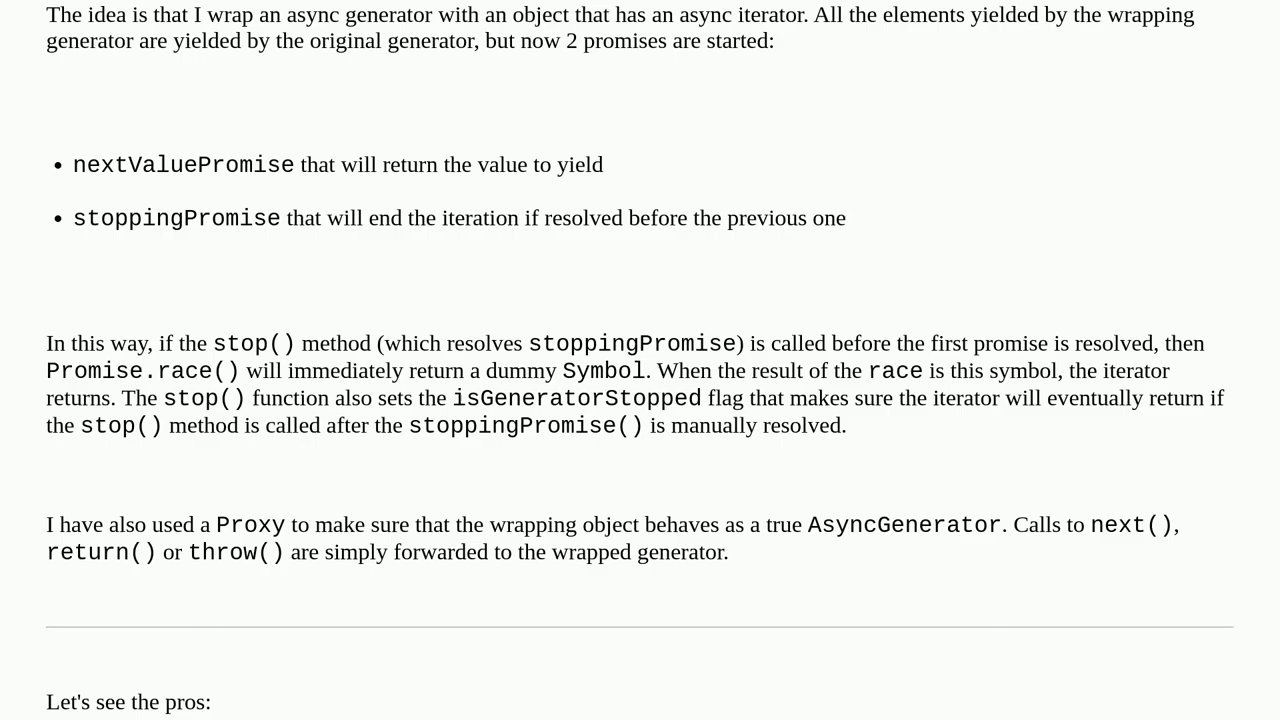 The idea is that I wrap an async generator with an object that has an async iterator. All the elements yielded by the wrapping
generator are yielded by the original generator, but now 2 promises are started:
• nextValuePromise that will return the value to yield
• stoppingPromise that will end the iteration if resolved before the previous one
In this way, if the stop() method (which resolves stoppingPromise) is called before the first promise is resolved, then
Promise.race() will immediately return a dummy Symbol. When the result of the race is this symbol, the iterator
returns. The stop() function also sets the isGeneratorStopped flag that makes sure the iterator will eventually return if
the stop() method is called after the stoppingPromise() is manually resolved.
I have also used a Proxy to make sure that the wrapping object behaves as a true AsyncGenerator. Calls to next(),
return() or throw() are simply forwarded to the wrapped generator.
Let's see the pros: